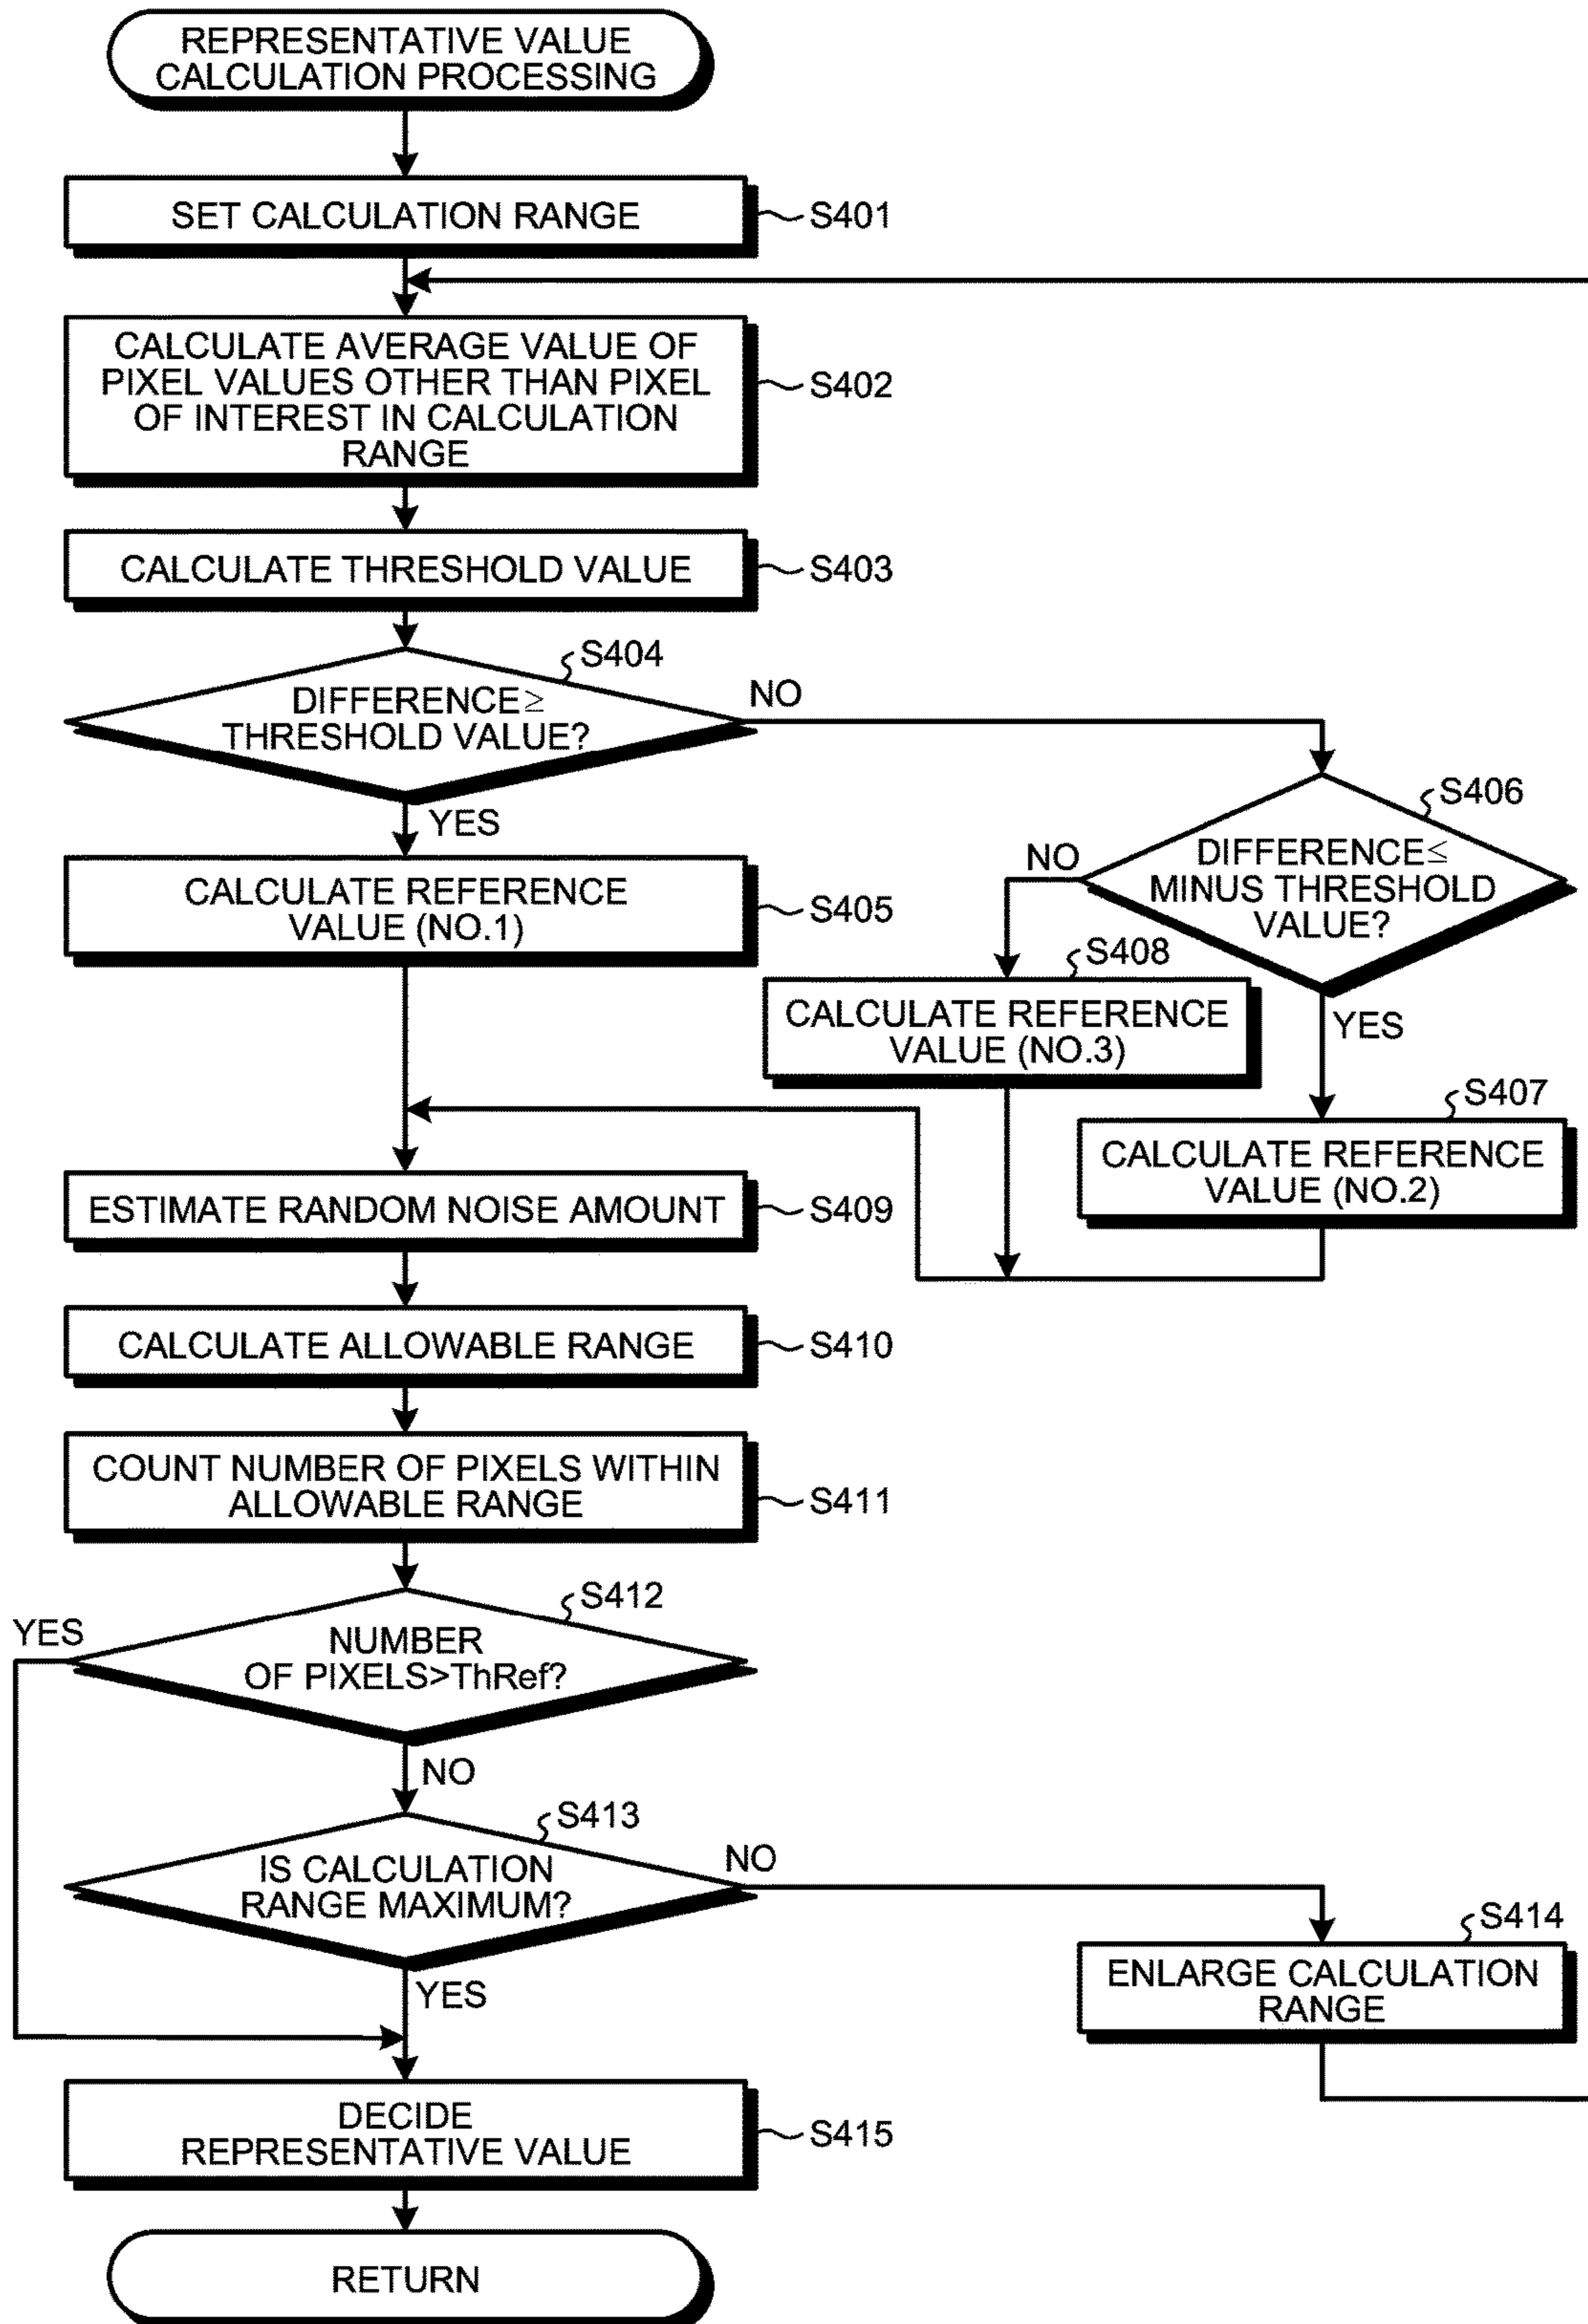 REPRESENTATIVE VALUE
CALCULATION PROCESSING
SET CALCULATION RANGE
S401
CALCULATE AVERAGE VALUE OF
PIXEL VALUES OTHER THAN PIXEL
OF INTEREST IN CALCULATION
RANGE
S402
CALCULATE THRESHOLD VALUE
S403
S404
DIFFERENCE≥
THRESHOLD VALUE?
NO
YES
S406
DIFFERENCE≤
MINUS THRESHOLD
VALUE?
NO
YES
CALCULATE REFERENCE
VALUE (NO.1)
S405
S408
CALCULATE REFERENCE
VALUE (NO.3)
S407
CALCULATE REFERENCE
VALUE (NO.2)
ESTIMATE RANDOM NOISE AMOUNT
S409
CALCULATE ALLOWABLE RANGE
S410
COUNT NUMBER OF PIXELS WITHIN
ALLOWABLE RANGE
S411
S412
YES
NUMBER
OF PIXELS>ThRef?
NO
S413
IS CALCULATION
RANGE MAXIMUM?
NO
YES
S414
ENLARGE CALCULATION
RANGE
DECIDE
REPRESENTATIVE VALUE
S415
RETURN